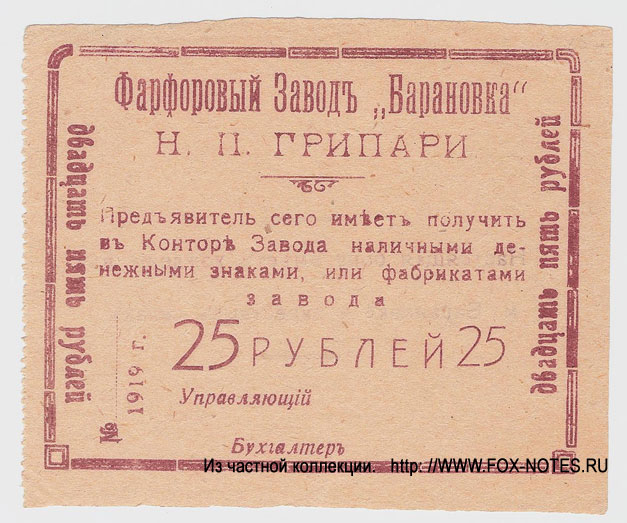 Фарфоровый Заводъ „Барановка“
Н. П. ГРИПАРИ
Предъявитель сего имѣетъ получить
въ Конторѣ Завода наличными де-
нежными знаками, или фабрикатами
завода
25 РУБЛЕЙ 25
Управляющій
Бухгалтеръ
№
1919 г.
двадцать пять рублей
двадцать пять рублей
Из частной коллекции. http: //WWW.FOX-NOTES.RU